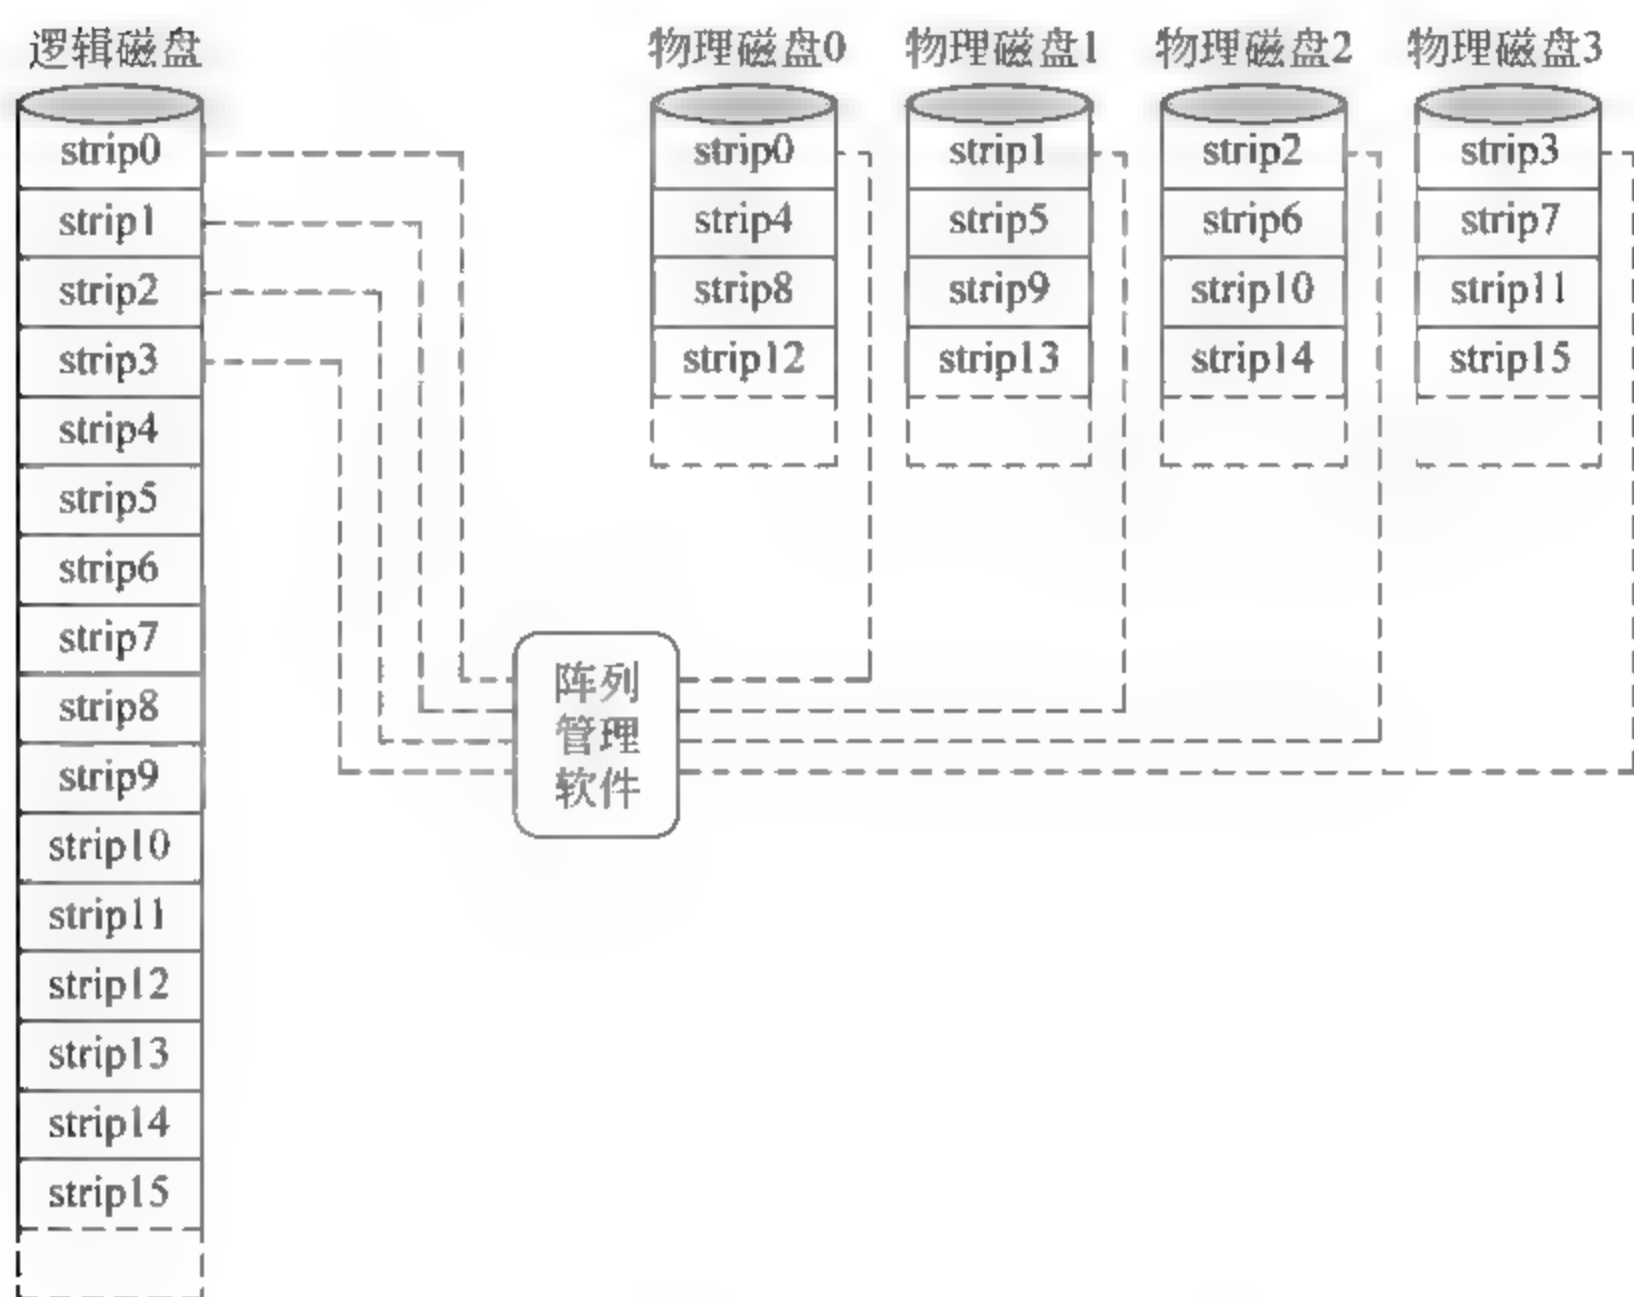 逻辑磁盘
strip0
strip1
strip2
strip3
strip4
strip5
strip6
strip7
strip8
strip9
strip10
strip11
strip12
strip13
strip14
strip15
阵列
管理
软件
物理磁盘0
strip0
strip4
strip8
strip12
物理磁盘1
strip1
strip5
strip9
strip13
物理磁盘2
strip2
strip6
strip10
strip14
物理磁盘3
strip3
strip7
strip11
strip15